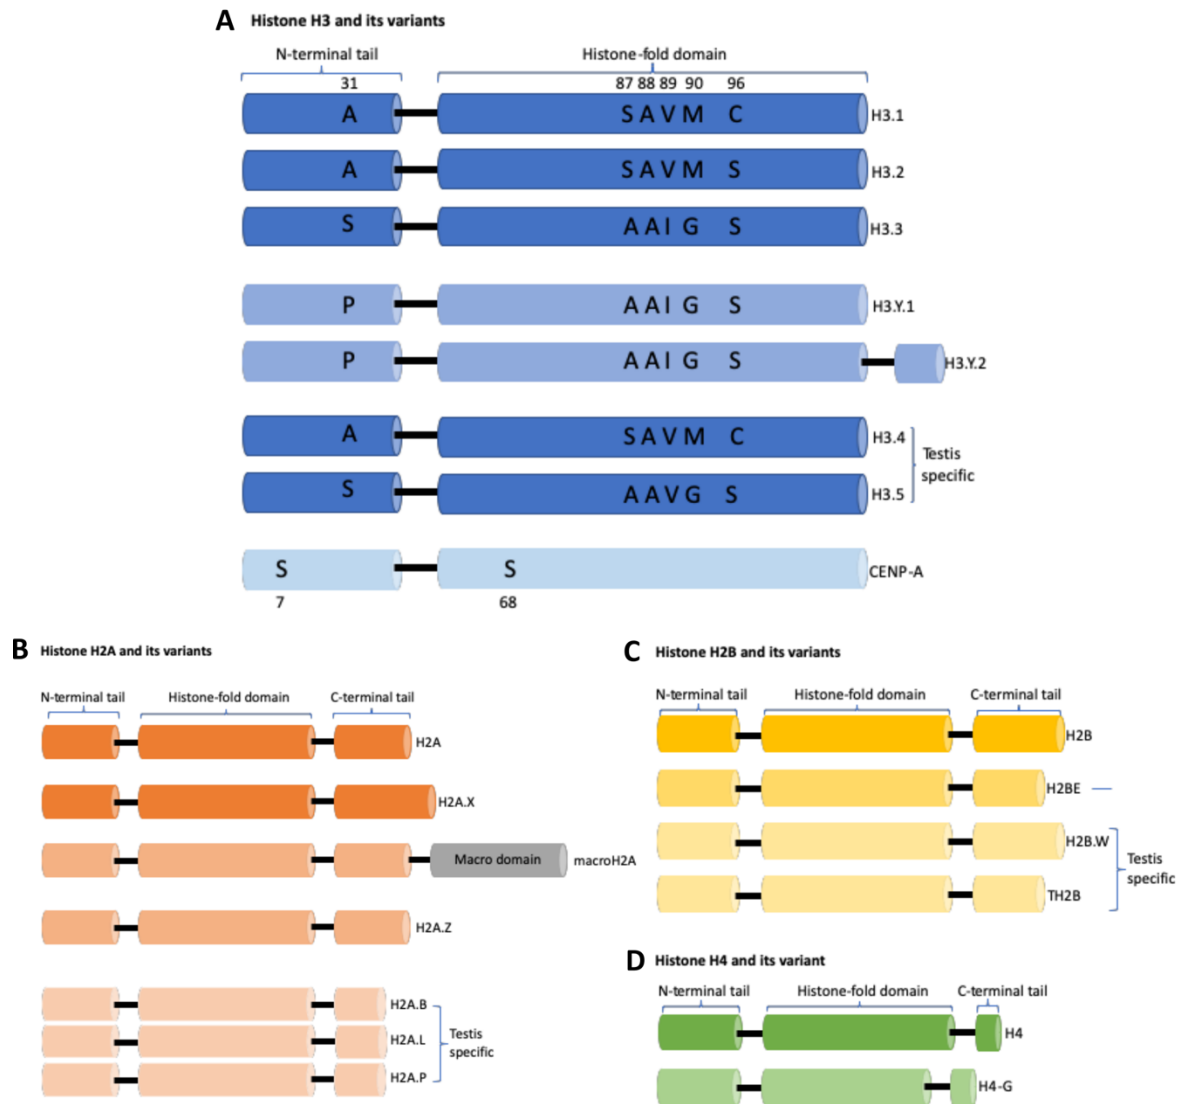 A Histone H3 and its variants
N-terminal tail
Histone-fold domain
31
87 88 89 90 96
A S A V M C H3.1
A S A V M S H3.2
S A A I G S H3.3
P A A I G S H3.Y.1
P A A I G S H3.Y.2
A S A V M C H3.4
S A A V G S H3.5
Testis
specific
S S CENP-A
7 68
B Histone H2A and its variants
N-terminal tail Histone-fold domain C-terminal tail
H2A
H2A.X
Macro domain macroH2A
H2A.Z
H2A.B
H2A.L
H2A.P
Testis
specific
C Histone H2B and its variants
N-terminal tail Histone-fold domain C-terminal tail
H2B
H2BE
H2B.W
TH2B
Testis
specific
D Histone H4 and its variant
N-terminal tail Histone-fold domain C-terminal tail
H4
H4-G